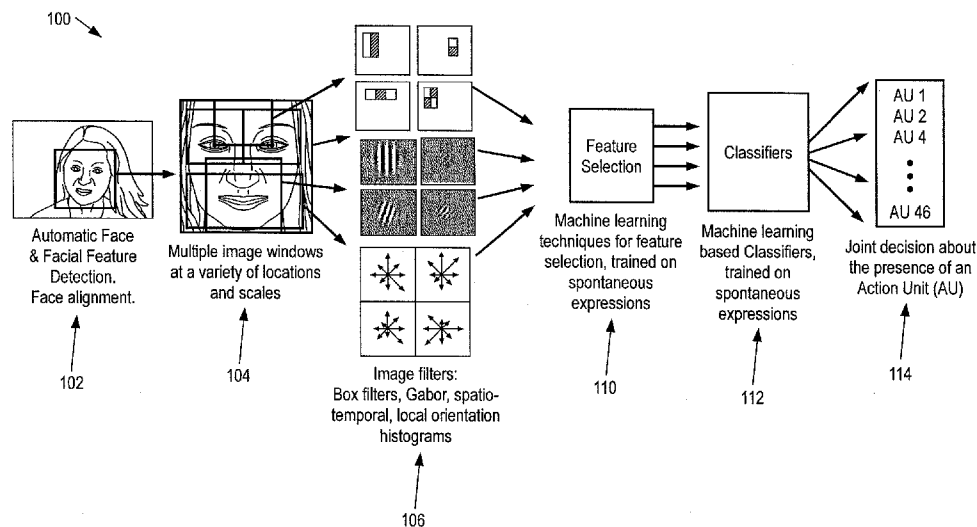 100
Automatic Face
& Facial Feature
Detection.
Face alignment.
102
Multiple image windows
at a variety of locations
and scales
104
Image filters:
Box filters, Gabor, spatio-
temporal, local orientation
histograms
106
Feature
Selection
Machine learning
techniques for feature
selection, trained on
spontaneous
expressions
110
Classifiers
Machine learning
based Classifiers,
trained on
spontaneous
expressions
112
AU 1
AU 2
AU 4
AU 46
Joint decision about
the presence of an
Action Unit (AU)
114